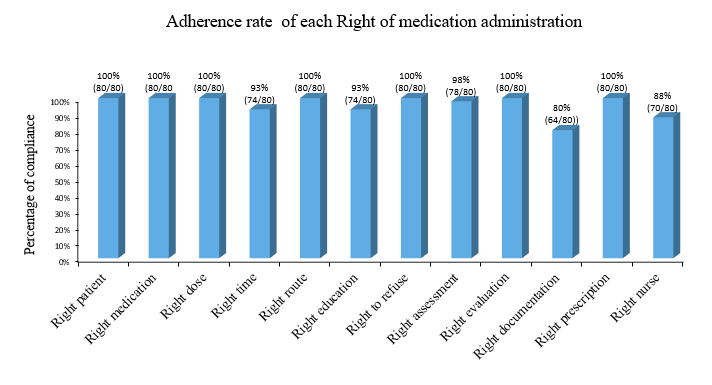 Adherence rate of each Right of medication administration
100%
(80/80)
100%
(80/80
100%
(80/80)
93%
(74/80)
100%
(80/80)
93%
(74/80)
100%
(80/80)
98%
(78/80)
100%
(80/80)
80%
(64/80))
100%
(80/80)
88%
(70/80)
Percentage of compliance
100%
90%
80%
70%
60%
50%
40%
30%
20%
10%
0%
Right patient
Right medication
Right dose
Right time
Right route
Right education
Right to refuse
Right assessment
Right evaluation
Right documentation
Right prescription
Right nurse